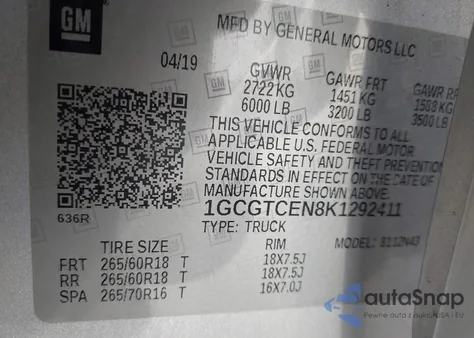 GM
MFD BY GENERAL MOTORS LLC
04/19
GVWR GAWR FRT GAWR RR
2722 KG 1451 KG 1588 KG
6000 LB 3200 LB 3500 LB
THIS VEHICLE CONFORMS TO ALL
APPLICABLE U.S. FEDERAL MOTOR
VEHICLE SAFETY AND THEFT PREVENTION
STANDARDS IN EFFECT ON THE DATE OF
MANUFACTURE SHOWN ABOVE.
1GCGTCEN8K1292411
636R
TYPE: TRUCK MODEL:
TIRE SIZE RIM
FRT 265/60R18 T 18X7.5J
RR 265/60R18 T 18X7.5J
SPA 265/70R16 T 16X7.0J
autaSnap